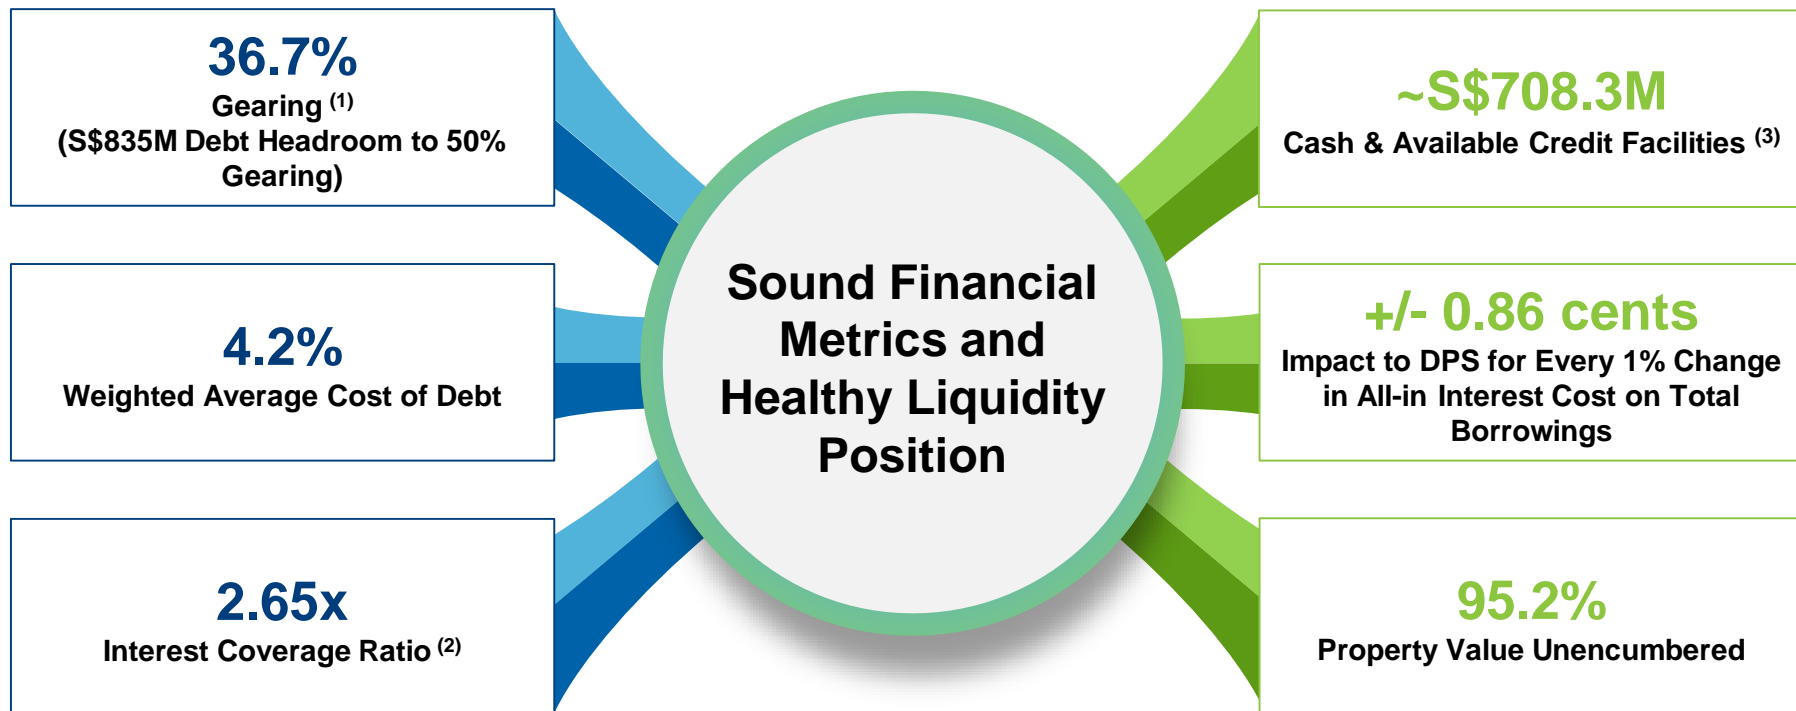 36.7%
Gearing (1)
(S$835M Debt Headroom to 50%
Gearing)
4.2%
Weighted Average Cost of Debt
2.65x
Interest Coverage Ratio (2)
Sound Financial
Metrics and
Healthy Liquidity
Position
~S$708.3M
Cash & Available Credit Facilities (3)
+/- 0.86 cents
Impact to DPS for Every 1% Change
in All-in Interest Cost on Total
Borrowings
95.2%
Property Value Unencumbered